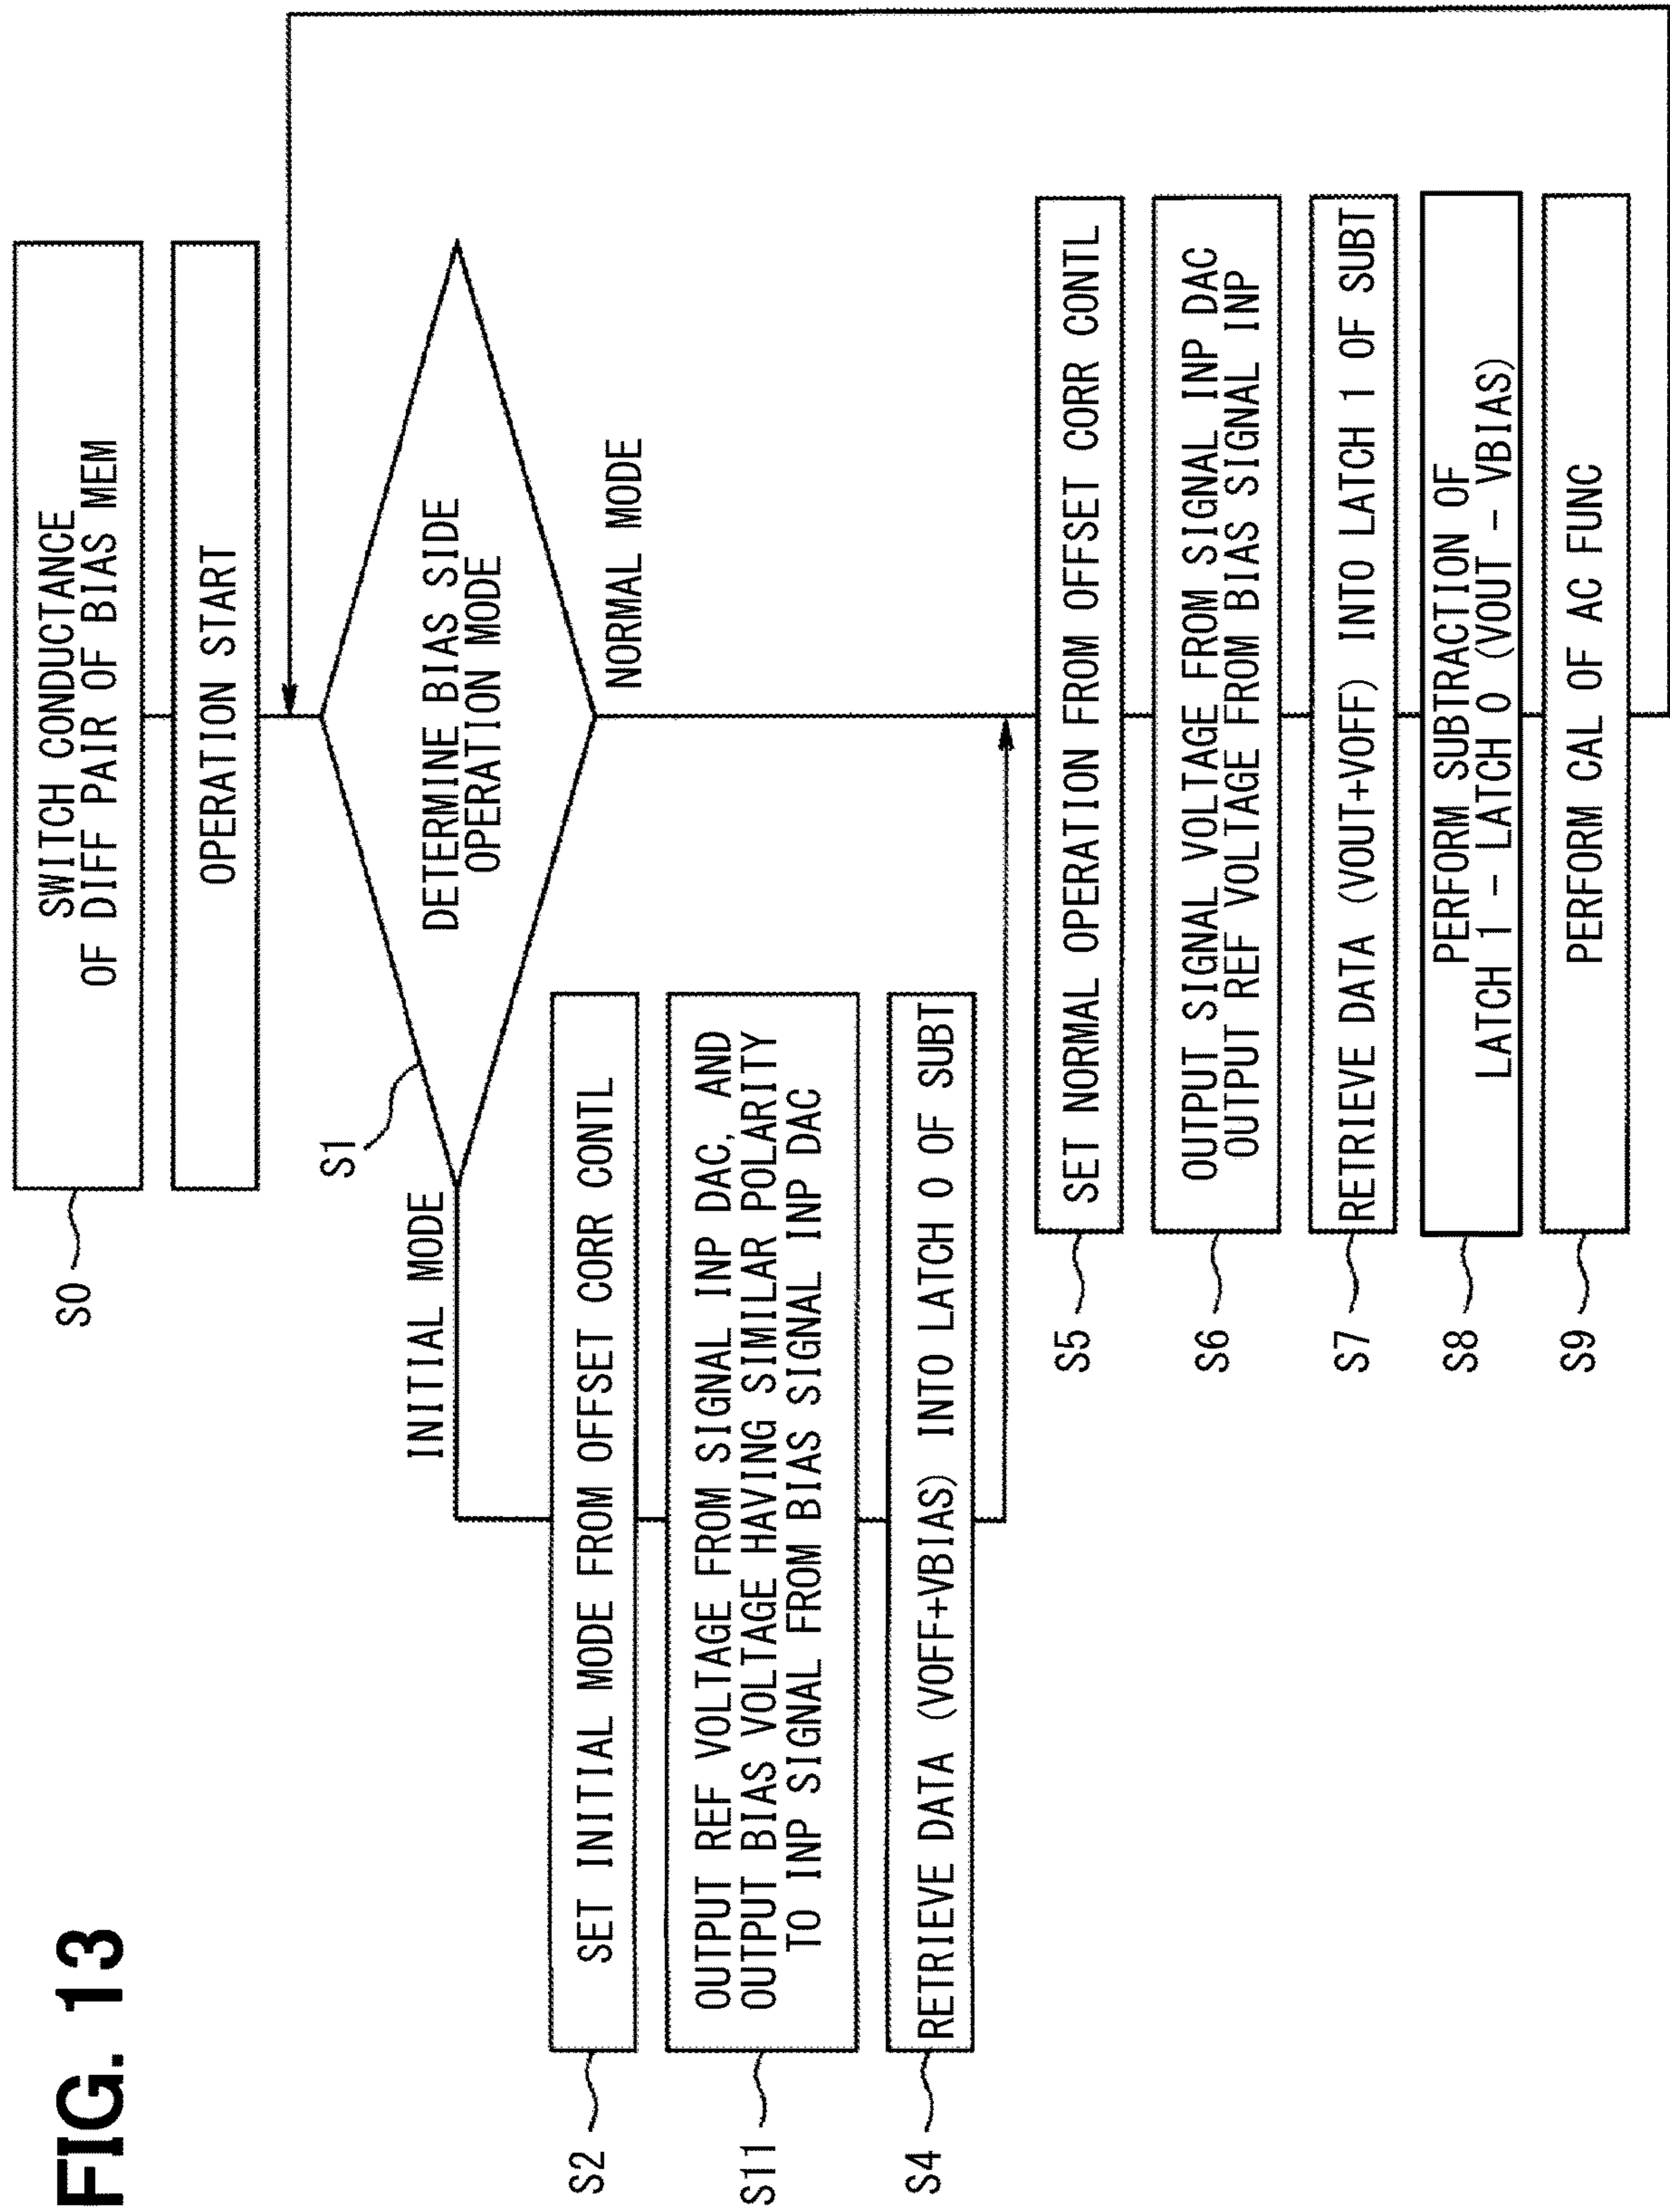 FIG. 13
S0
SWITCH CONDUCTANCE
OF DIFF PAIR OF BIAS MEM
OPERATION START
S1
DETERMINE BIAS SIDE
OPERATION MODE
INITIAL MODE
NORMAL MODE
S2
SET INITIAL MODE FROM OFFSET CORR CONTL
S11
OUTPUT REF VOLTAGE FROM SIGNAL INP DAC, AND
OUTPUT BIAS VOLTAGE HAVING SIMILAR POLARITY
TO INP SIGNAL FROM BIAS SIGNAL INP DAC
S4
RETRIEVE DATA (VOFF+VBIAS) INTO LATCH 0 OF SUBT
S5
SET NORMAL OPERATION FROM OFFSET CORR CONTL
S6
OUTPUT SIGNAL VOLTAGE FROM SIGNAL INP DAC
OUTPUT REF VOLTAGE FROM BIAS SIGNAL INP
S7
RETRIEVE DATA (VOUT+VOFF) INTO LATCH 1 OF SUBT
S8
PERFORM SUBTRACTION OF
LATCH 1 - LATCH 0 (VOUT - VBIAS)
S9
PERFORM CAL OF AC FUNC